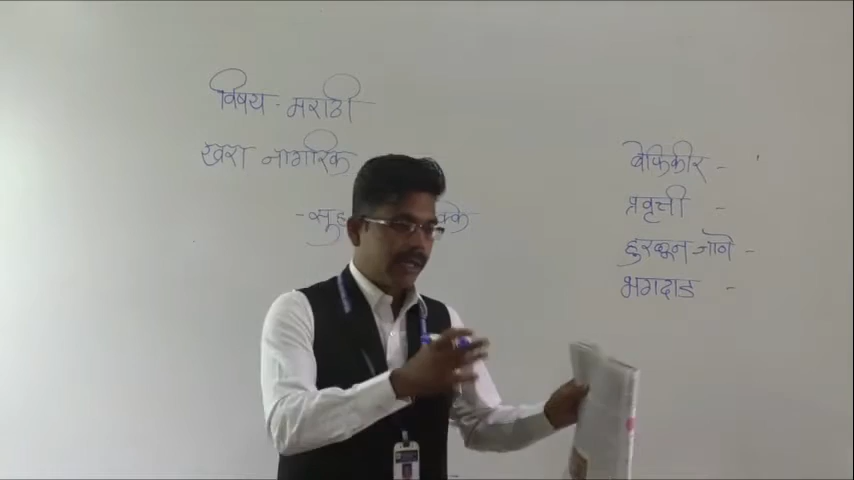 विषय - मराठी
खरा नागरिक
- सुह
क्के
बेफिकीर -
प्रवृत्ती -
हुरळून जाणे -
भगदाड -